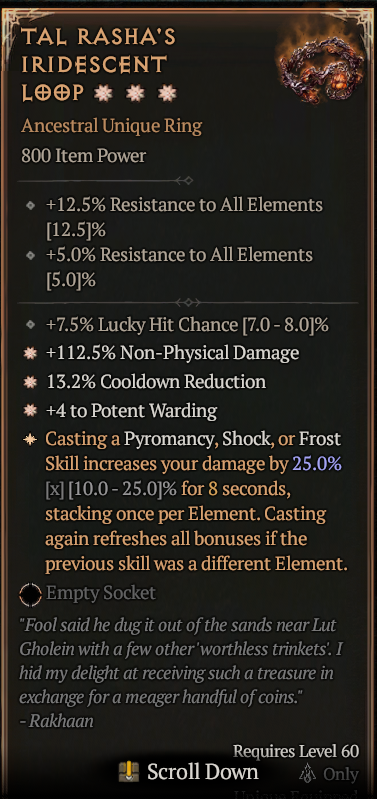 TAL RASHA'S
IRIDESCENT
LOOP
Ancestral Unique Ring
800 Item Power
+12.5% Resistance to All Elements
[12.5]%
+5.0% Resistance to All Elements
[5.0]%
+7.5% Lucky Hit Chance [7.0 - 8.0]%
+112.5% Non-Physical Damage
13.2% Cooldown Reduction
+4 to Potent Warding
Casting a Pyromancy, Shock, or Frost
Skill increases your damage by 25.0%
[x] [10.0 - 25.0]% for 8 seconds,
stacking once per Element. Casting
again refreshes all bonuses if the
previous skill was a different Element.
Empty Socket
"Fool said he dug it out of the sands near Lut
Gholein with a few other 'worthless trinkets'. I
hid my delight at receiving such a treasure in
exchange for a meager handful of coins."
- Rakhaan
Requires Level 60
Scroll Down
Only
Unique Equipped